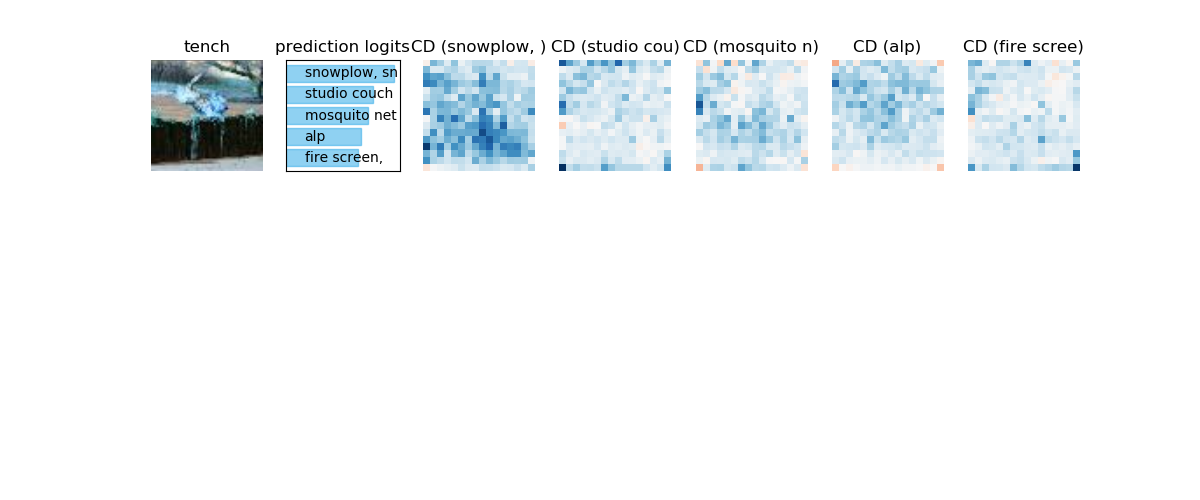 tench
prediction logits
CD (snowplow, )
CD (studio cou)
CD (mosquito n)
CD (alp)
CD (fire scree)
snowplow, sn
studio couch
mosquito net
alp
fire screen,